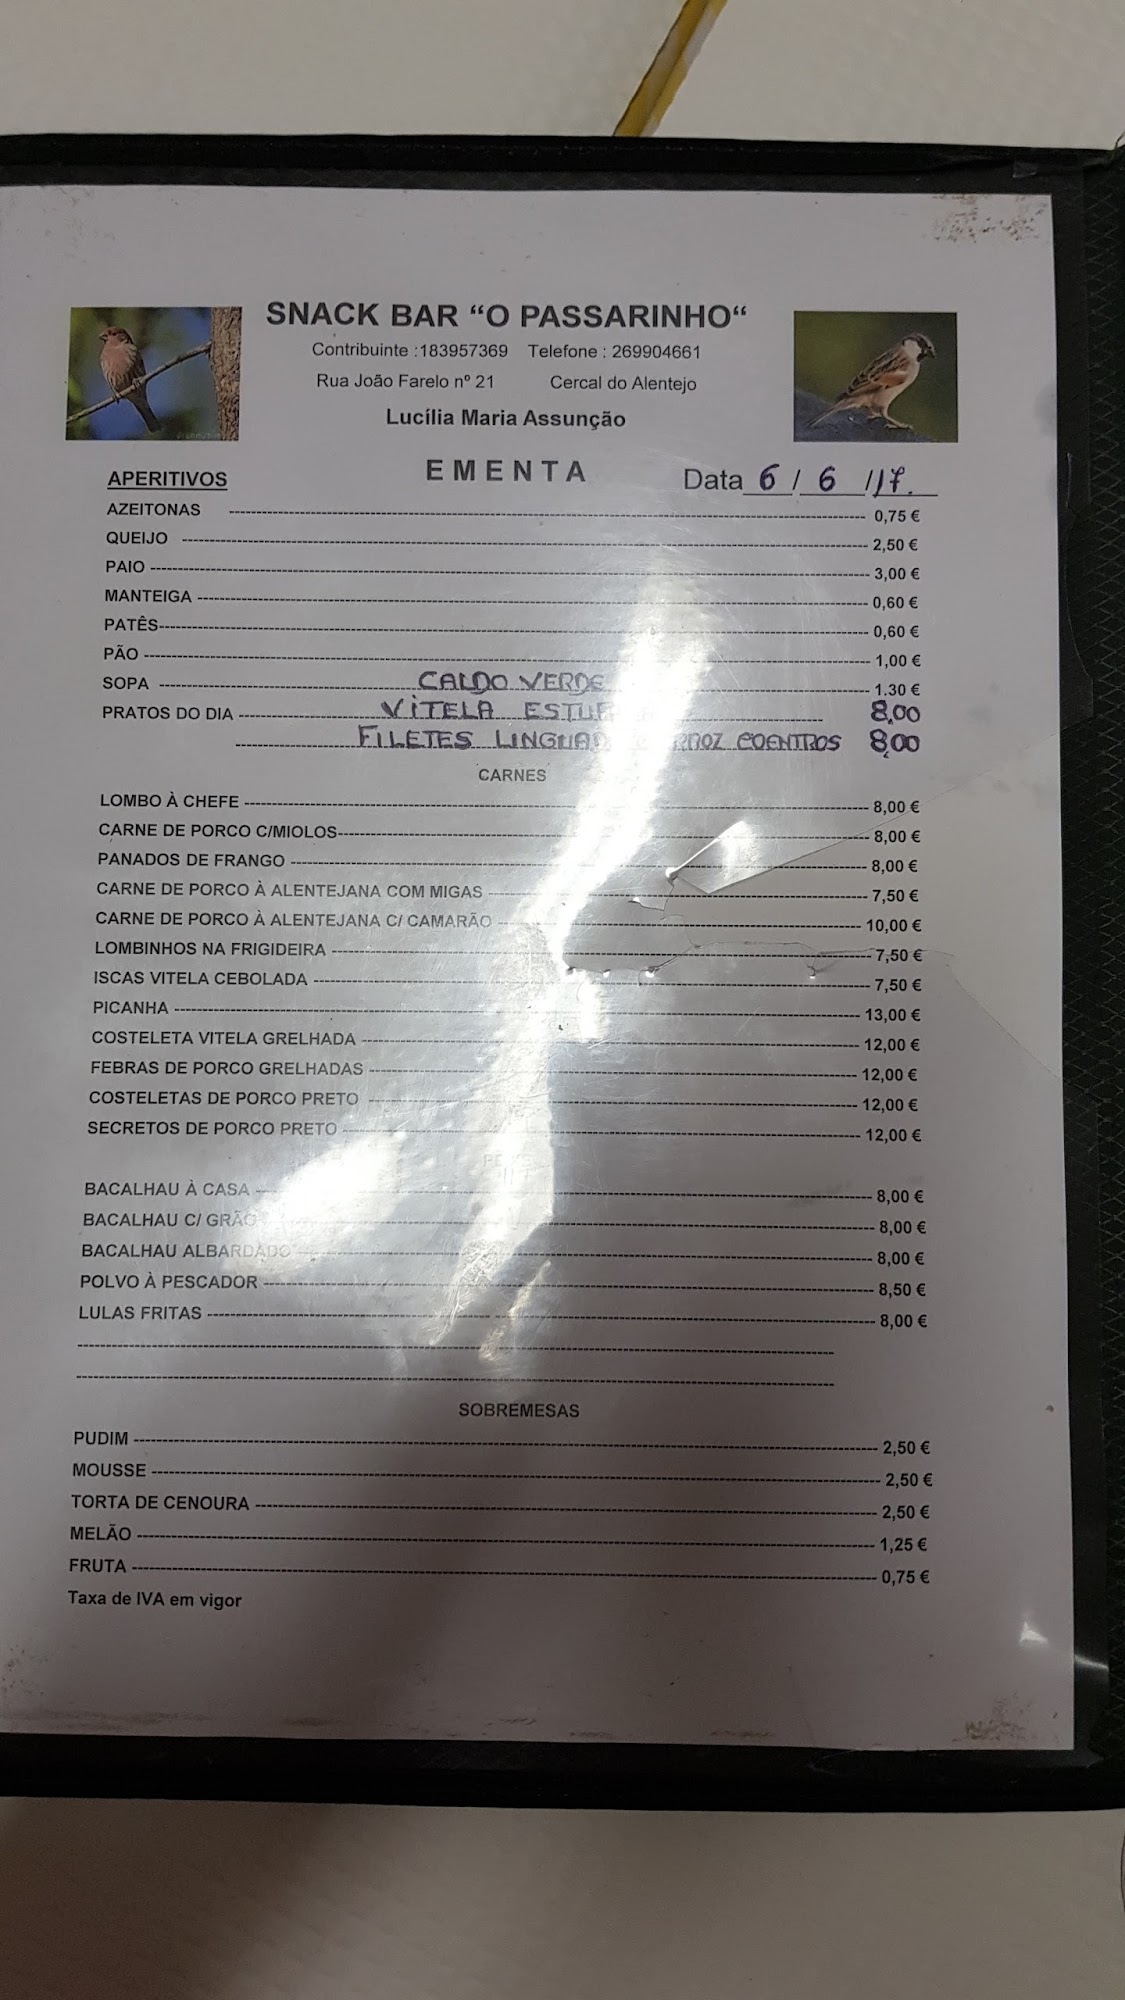 SNACK BAR “O PASSARINHO“
Contribuinte :183957369 Telefone : 269904661
Rua João Farelo nº 21 Cercal do Alentejo
Lucília Maria Assunção
EMENTA
Data 6 / 6 / 17.
APERITIVOS
AZEITONAS 0,75 €
QUEIJO 2,50 €
PAIO 3,00 €
MANTEIGA 0,60 €
PATÊS 0,60 €
PÃO 1,00 €
SOPA CALDO VERDE 1.30 €
PRATOS DO DIA VITELA 8,00
FILETES COENTROS 8,00
CARNES
LOMBO À CHEFE 8,00 €
CARNE DE PORCO C/MIOLOS 8,00 €
PANADOS DE FRANGO 8,00 €
CARNE DE PORCO À ALENTEJANA COM MIGAS 7,50 €
CARNE DE PORCO À ALENTEJANA C/ CAMARÃO 10,00 €
LOMBINHOS NA FRIGIDEIRA 7,50 €
ISCAS VITELA CEBOLADA 7,50 €
PICANHA 13,00 €
COSTELETA VITELA GRELHADA 12,00 €
FEBRAS DE PORCO GRELHADAS 12,00 €
COSTELETAS DE PORCO PRETO 12,00 €
SECRETOS DE PORCO PRETO 12,00 €
BACALHAU À CASA 8,00 €
BACALHAU C/ GRÃO 8,00 €
BACALHAU ALBARDADO 8,00 €
POLVO À PESCADOR 8,50 €
LULAS FRITAS 8,00 €
SOBREMESAS
PUDIM 2,50 €
MOUSSE 2,50 €
TORTA DE CENOURA 2,50 €
MELÃO 1,25 €
FRUTA 0,75 €
Taxa de IVA em vigor